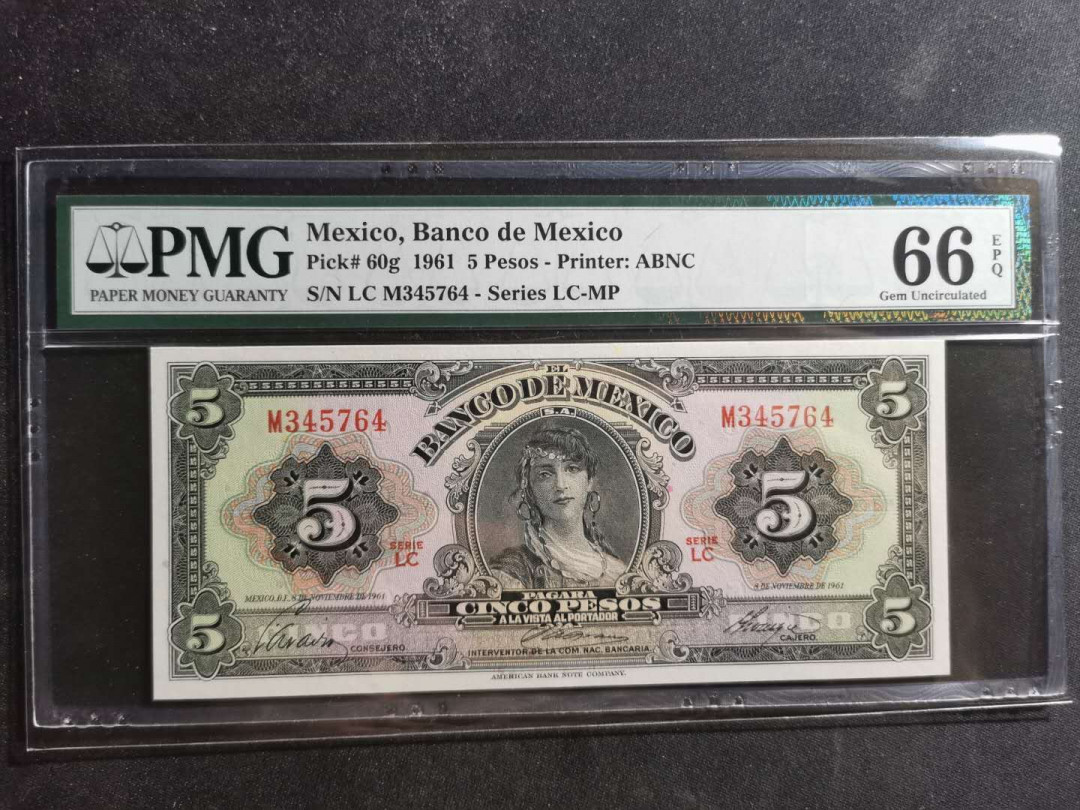 PMG
PAPER MONEY GUARANTY
Mexico, Banco de Mexico
Pick# 60g 1961 5 Pesos - Printer: ABNC
S/N LC M345764 - Series LC-MP
66
EPQ
Gem Uncirculated
5
5
EL
BANCO DE MEXICO
S.A.
M345764
M345764
5
5
SERIE
LC
SERIE
LC
MEXICO, D.F., 8 DE NOVIEMBRE DE 1961
8 DE NOVIEMBRE DE 1961
PAGARA
CINCO PESOS
A LA VISTA AL PORTADOR
5
5
CINCO
CONSEJERO
INTERVENTOR DE LA COM. NAC. BANCARIA
CAJERO.
AMERICAN BANK NOTE COMPANY.